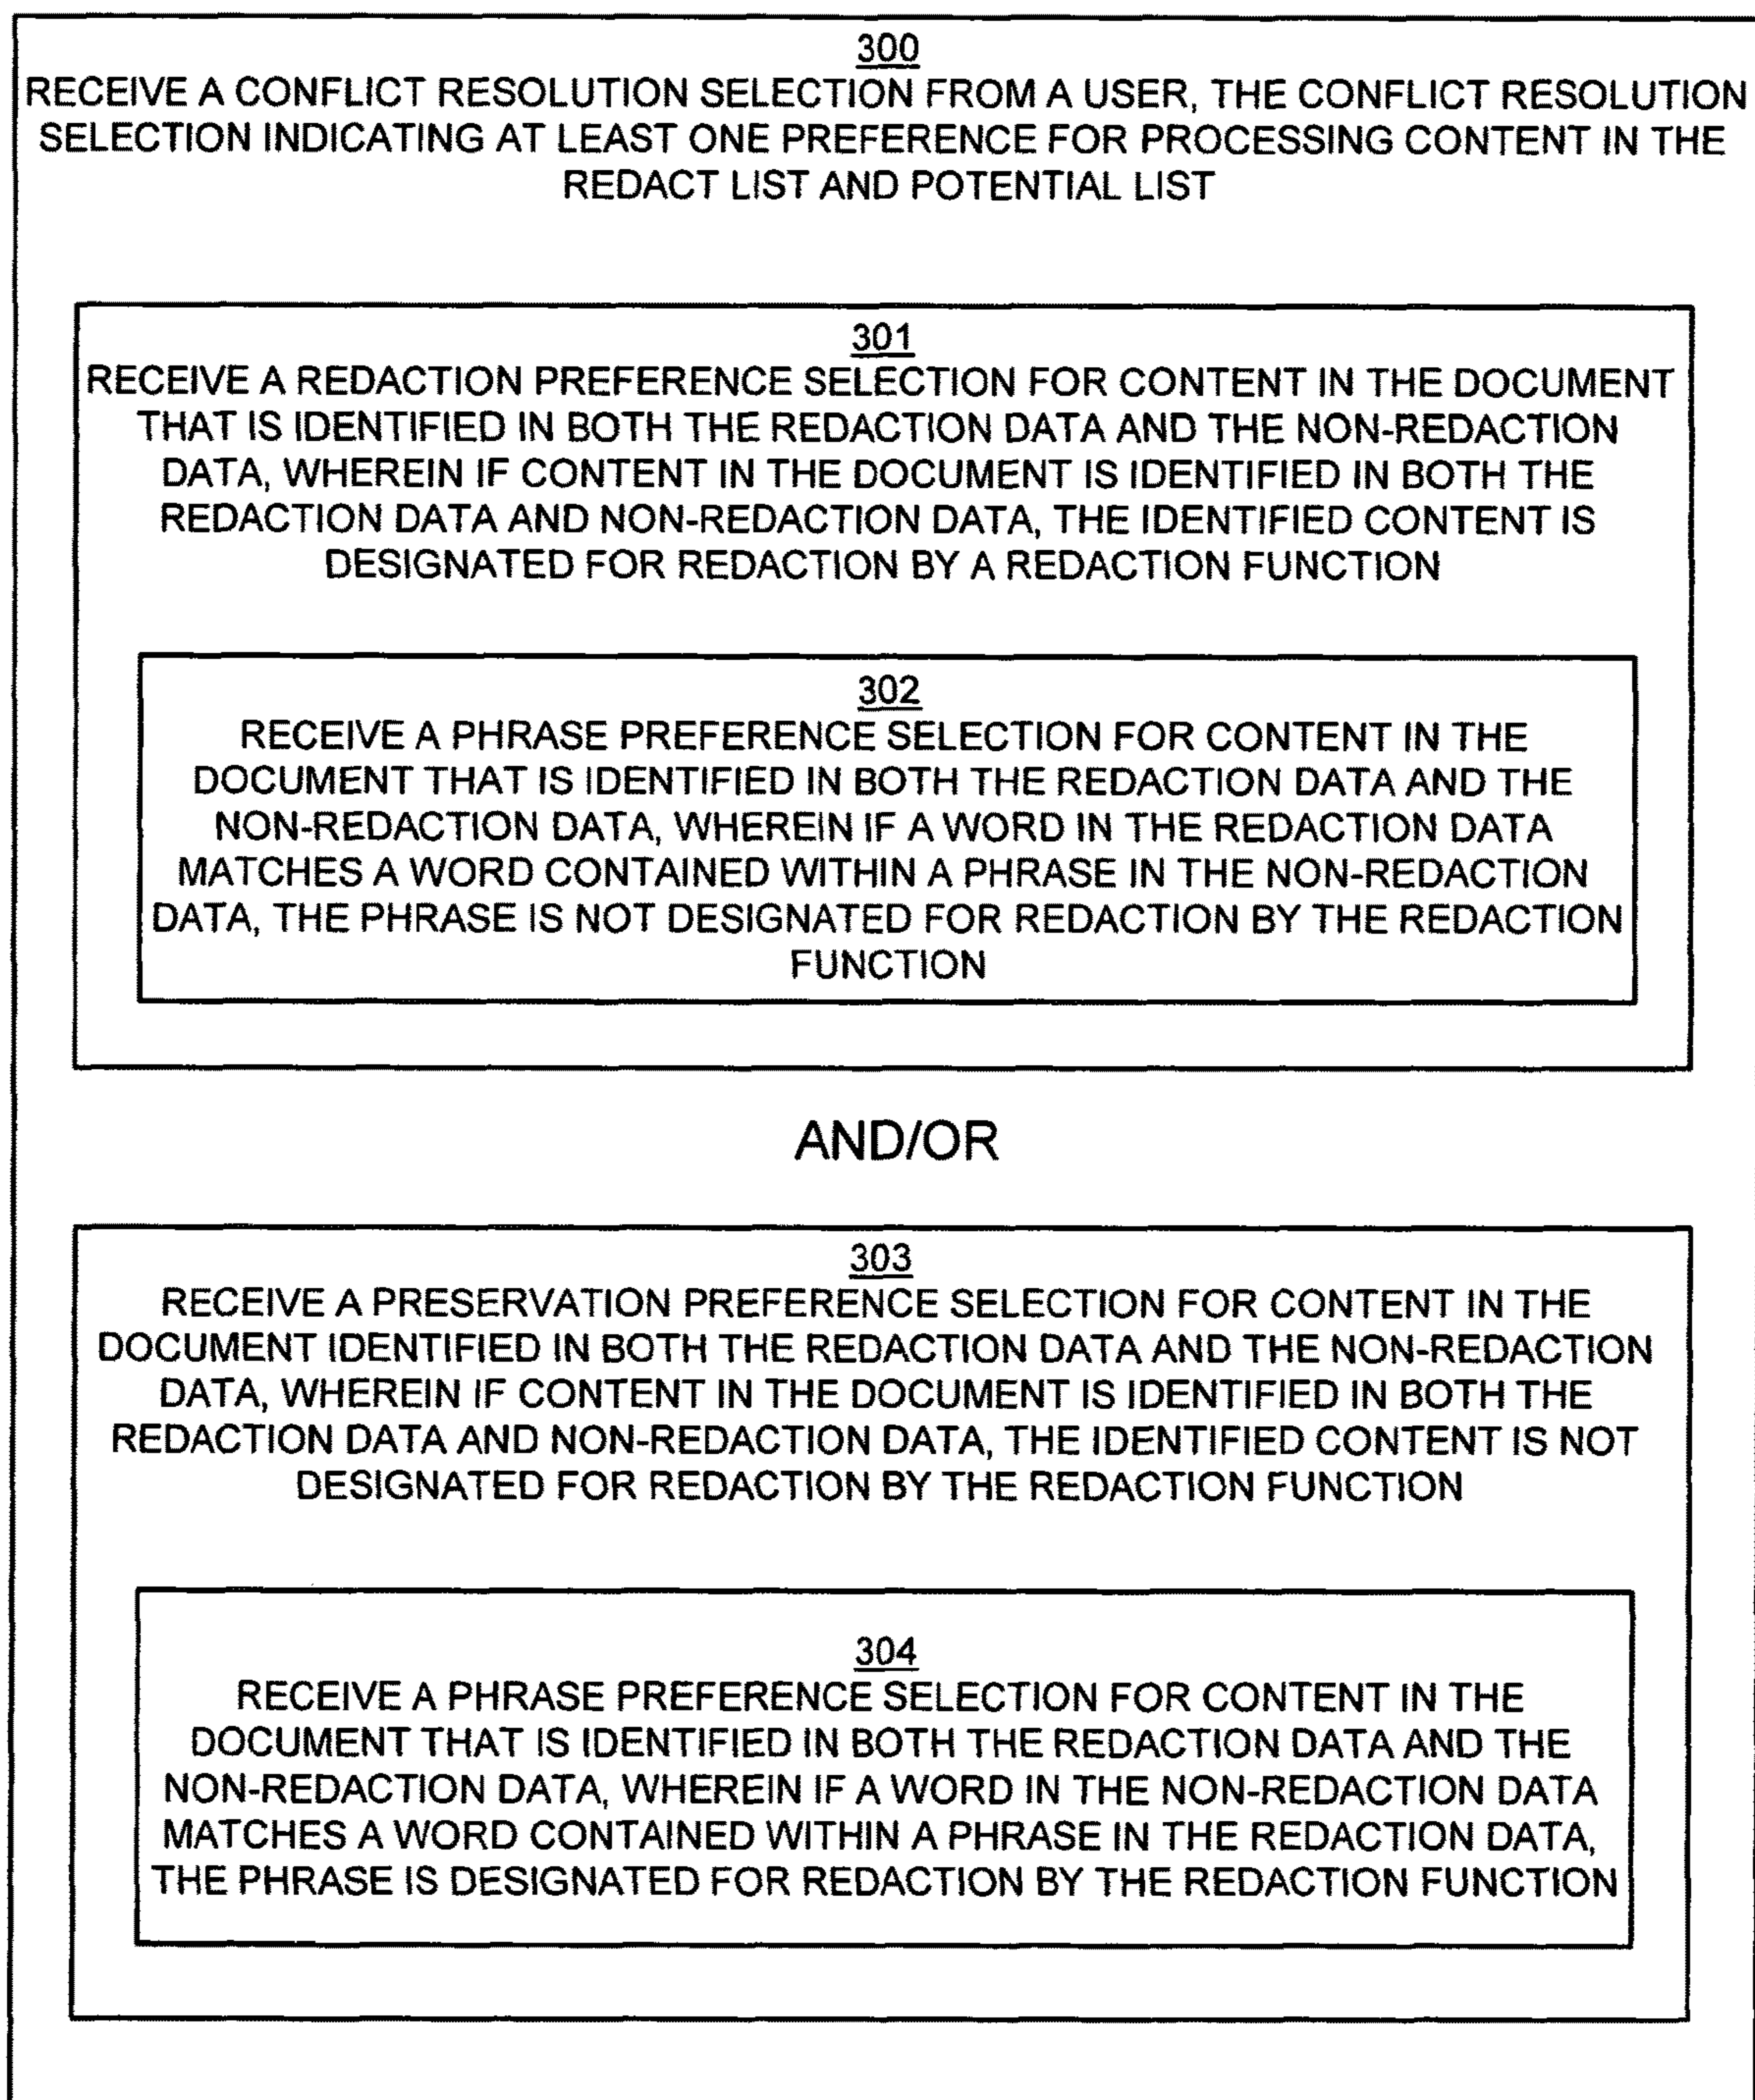 300
RECEIVE A CONFLICT RESOLUTION SELECTION FROM A USER, THE CONFLICT RESOLUTION
SELECTION INDICATING AT LEAST ONE PREFERENCE FOR PROCESSING CONTENT IN THE
REDACT LIST AND POTENTIAL LIST
301
RECEIVE A REDACTION PREFERENCE SELECTION FOR CONTENT IN THE DOCUMENT
THAT IS IDENTIFIED IN BOTH THE REDACTION DATA AND THE NON-REDACTION
DATA, WHEREIN IF CONTENT IN THE DOCUMENT IS IDENTIFIED IN BOTH THE
REDACTION DATA AND NON-REDACTION DATA, THE IDENTIFIED CONTENT IS
DESIGNATED FOR REDACTION BY A REDACTION FUNCTION
302
RECEIVE A PHRASE PREFERENCE SELECTION FOR CONTENT IN THE
DOCUMENT THAT IS IDENTIFIED IN BOTH THE REDACTION DATA AND THE
NON-REDACTION DATA, WHEREIN IF A WORD IN THE REDACTION DATA
MATCHES A WORD CONTAINED WITHIN A PHRASE IN THE NON-REDACTION
DATA, THE PHRASE IS NOT DESIGNATED FOR REDACTION BY THE REDACTION
FUNCTION
AND/OR
303
RECEIVE A PRESERVATION PREFERENCE SELECTION FOR CONTENT IN THE
DOCUMENT IDENTIFIED IN BOTH THE REDACTION DATA AND THE NON-REDACTION
DATA, WHEREIN IF CONTENT IN THE DOCUMENT IS IDENTIFIED IN BOTH THE
REDACTION DATA AND NON-REDACTION DATA, THE IDENTIFIED CONTENT IS NOT
DESIGNATED FOR REDACTION BY THE REDACTION FUNCTION
304
RECEIVE A PHRASE PREFERENCE SELECTION FOR CONTENT IN THE
DOCUMENT THAT IS IDENTIFIED IN BOTH THE REDACTION DATA AND THE
NON-REDACTION DATA, WHEREIN IF A WORD IN THE NON-REDACTION DATA
MATCHES A WORD CONTAINED WITHIN A PHRASE IN THE REDACTION DATA,
THE PHRASE IS DESIGNATED FOR REDACTION BY THE REDACTION FUNCTION